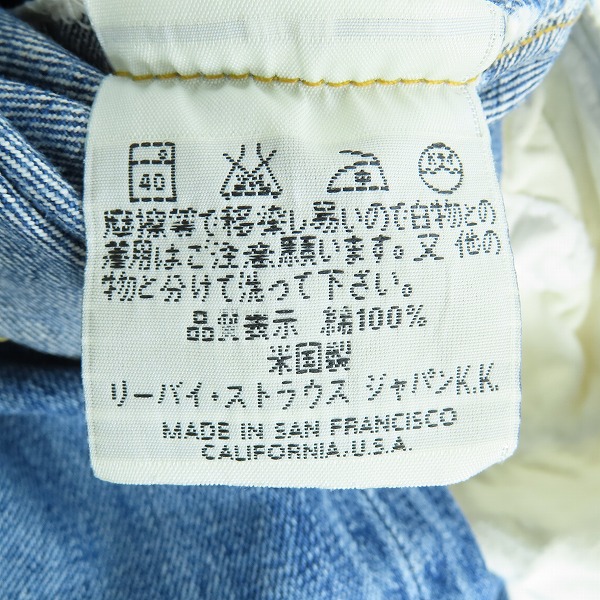 40
摩擦等で移染し易いので白物との
着用はご注意願います。又 他の
物と分けて洗って下さい。
品質表示 綿100%
米国製
リーバイ・ストラウス ジャパンK.K.
MADE IN SAN FRANCISCO
CALIFORNIA, U.S.A.